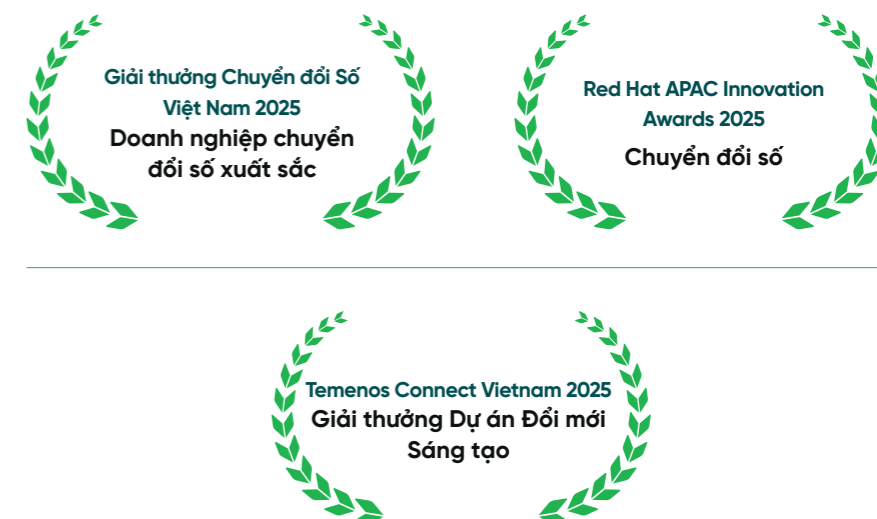 Giải thưởng Chuyển đổi Số
Việt Nam 2025
Doanh nghiệp chuyển
đổi số xuất sắc
Red Hat APAC Innovation
Awards 2025
Chuyển đổi số
Temenos Connect Vietnam 2025
Giải thưởng Dự án Đổi mới
Sáng tạo